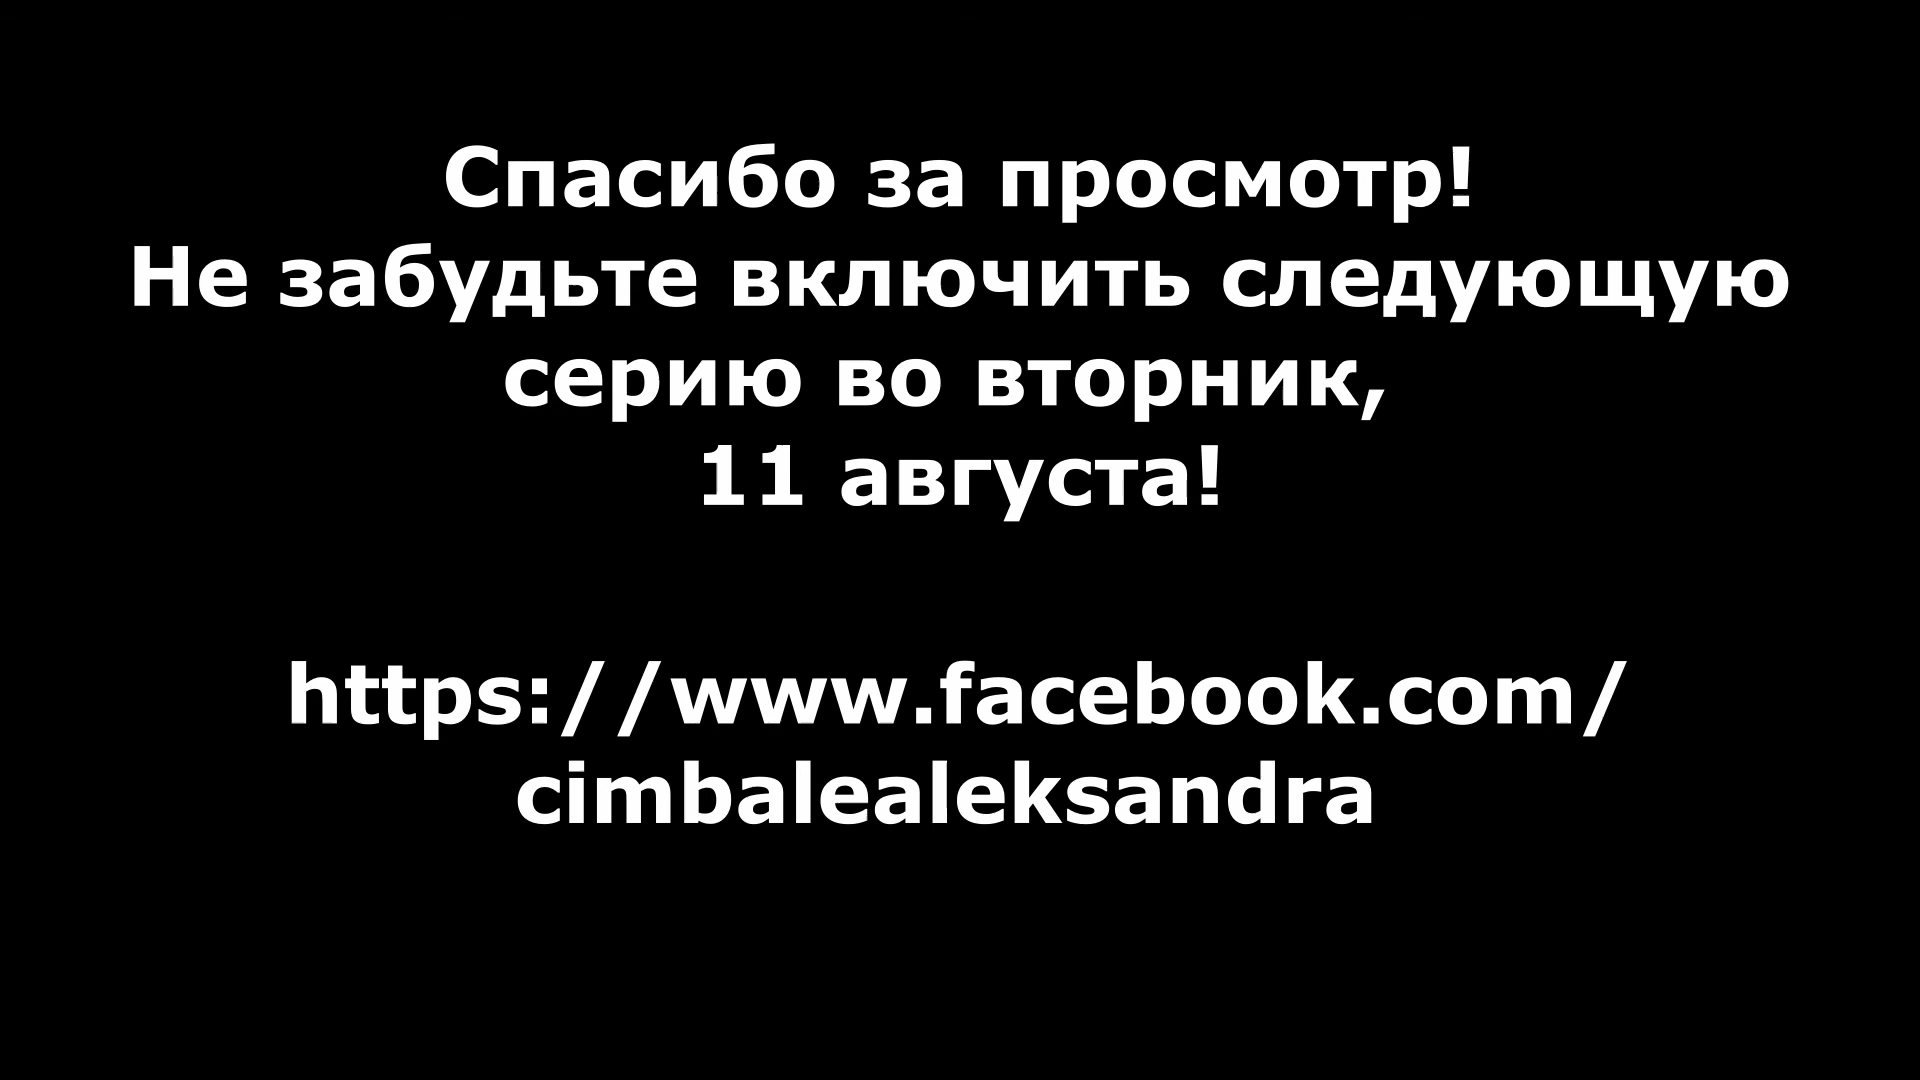 Спасибо за просмотр!
Не забудьте включить следующую
серию во вторник,
11 августа!
https://www.facebook.com/
cimbalealeksandra